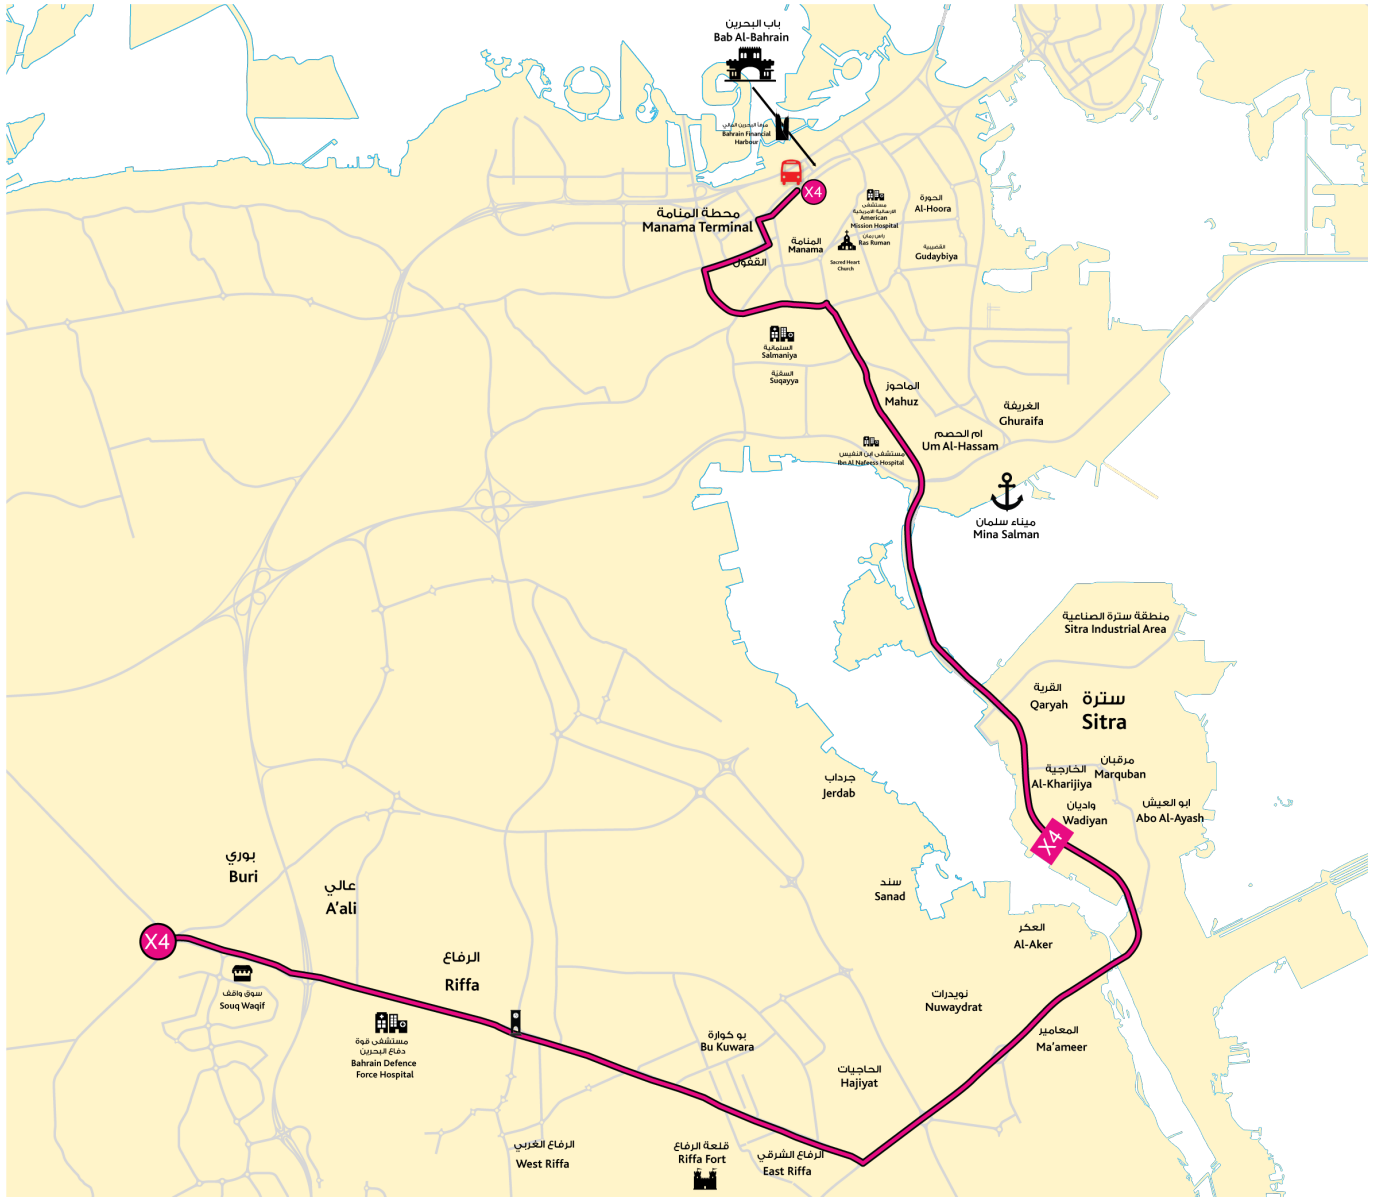 باب البحرين
Bab Al-Bahrain
مرفأ البحرين المالي
Bahrain Financial
Harbour
X4
محطة المنامة
Manama Terminal
المنامة
Manama
القفول
مستشفى
الإرسالية الامريكية
American
Mission Hospital
راس رمان
Ras Ruman
Sacred Heart
Church
الحورة
Al-Hoora
القضيبية
Gudaybiya
السلمانية
Salmaniya
السقيّة
Suqayya
الماحوز
Mahuz
الغريفة
Ghuraifa
ام الحصم
Um Al-Hassam
مستشفى ابن النفيس
Ibn Al Nafeess Hospital
ميناء سلمان
Mina Salman
منطقة سترة الصناعية
Sitra Industrial Area
القرية
Qaryah
سترة
Sitra
مرقبان
Marquban
الخارجية
Al-Kharijiya
ابو العيش
Abo Al-Ayash
واديان
Wadiyan
X4
جرداب
Jerdab
سند
Sanad
العكر
Al-Aker
نويدرات
Nuwaydrat
المعامير
Ma'ameer
بوري
Buri
عالي
A'ali
X4
سوق واقف
Souq Waqif
الرفاع
Riffa
مستشفى قوة
دفاع البحرين
Bahrain Defence
Force Hospital
بو كوارة
Bu Kuwara
الحاجيات
Hajiyat
الرفاع الغربي
West Riffa
قلعة الرفاع
Riffa Fort
الرفاع الشرقي
East Riffa